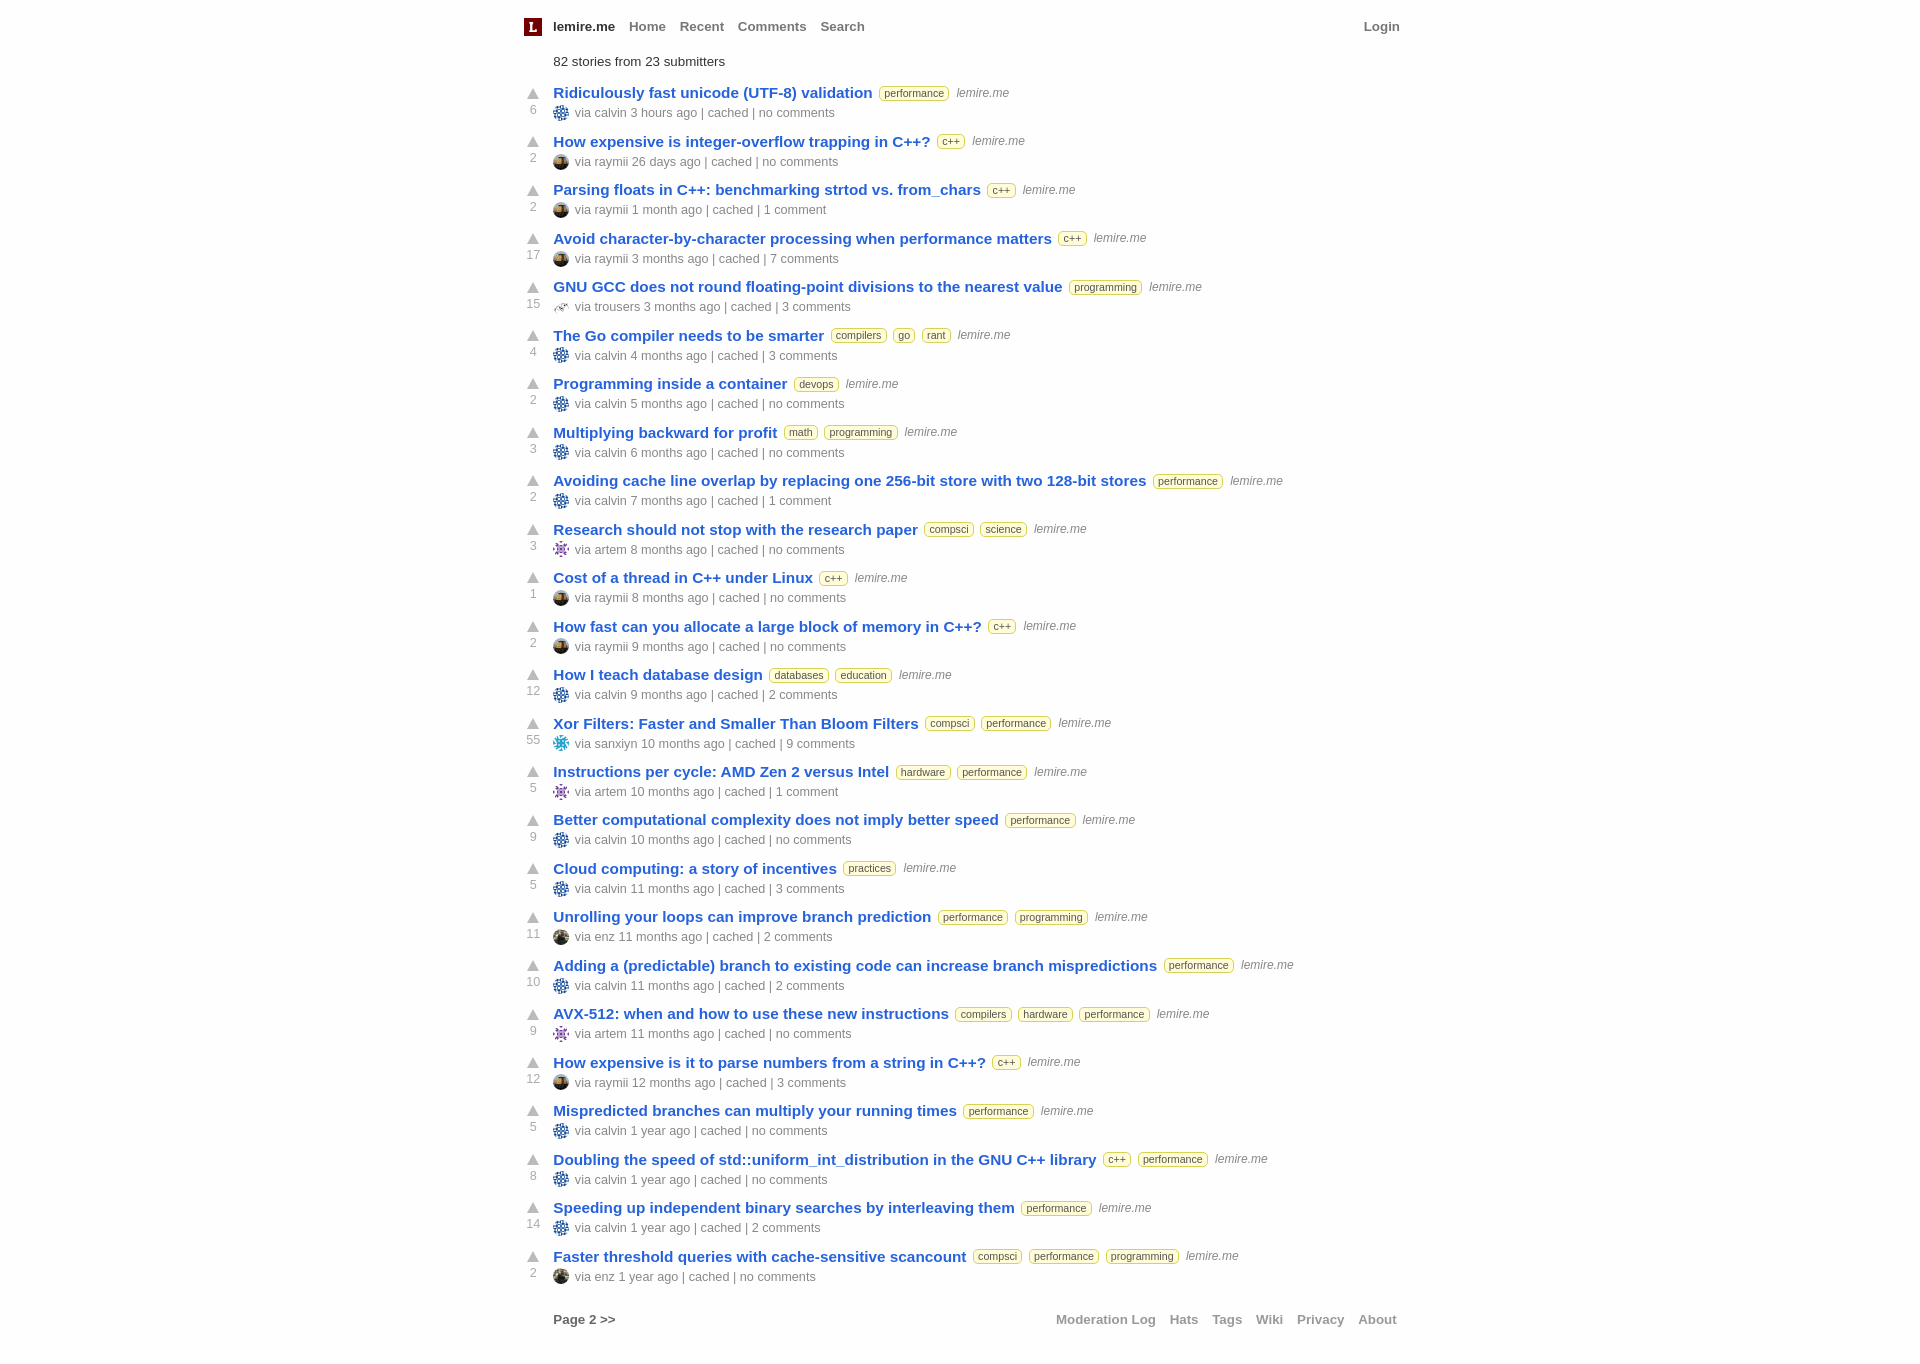 L lemire.me Home Recent Comments Search Login
82 stories from 23 submitters
Ridiculously fast unicode (UTF-8) validation performance lemire.me
6 via calvin 3 hours ago | cached | no comments
How expensive is integer-overflow trapping in C++? c++ lemire.me
2 via raymii 26 days ago | cached | no comments
Parsing floats in C++: benchmarking strtod vs. from_chars c++ lemire.me
2 via raymii 1 month ago | cached | 1 comment
Avoid character-by-character processing when performance matters c++ lemire.me
17 via raymii 3 months ago | cached | 7 comments
GNU GCC does not round floating-point divisions to the nearest value programming lemire.me
15 via trousers 3 months ago | cached | 3 comments
The Go compiler needs to be smarter compilers go rant lemire.me
4 via calvin 4 months ago | cached | 3 comments
Programming inside a container devops lemire.me
2 via calvin 5 months ago | cached | no comments
Multiplying backward for profit math programming lemire.me
3 via calvin 6 months ago | cached | no comments
Avoiding cache line overlap by replacing one 256-bit store with two 128-bit stores performance lemire.me
2 via calvin 7 months ago | cached | 1 comment
Research should not stop with the research paper compsci science lemire.me
3 via artem 8 months ago | cached | no comments
Cost of a thread in C++ under Linux c++ lemire.me
1 via raymii 8 months ago | cached | no comments
How fast can you allocate a large block of memory in C++? c++ lemire.me
2 via raymii 9 months ago | cached | no comments
How I teach database design databases education lemire.me
12 via calvin 9 months ago | cached | 2 comments
Xor Filters: Faster and Smaller Than Bloom Filters compsci performance lemire.me
55 via sanxiyn 10 months ago | cached | 9 comments
Instructions per cycle: AMD Zen 2 versus Intel hardware performance lemire.me
5 via artem 10 months ago | cached | 1 comment
Better computational complexity does not imply better speed performance lemire.me
9 via calvin 10 months ago | cached | no comments
Cloud computing: a story of incentives practices lemire.me
5 via calvin 11 months ago | cached | 3 comments
Unrolling your loops can improve branch prediction performance programming lemire.me
11 via enz 11 months ago | cached | 2 comments
Adding a (predictable) branch to existing code can increase branch mispredictions performance lemire.me
10 via calvin 11 months ago | cached | 2 comments
AVX-512: when and how to use these new instructions compilers hardware performance lemire.me
9 via artem 11 months ago | cached | no comments
How expensive is it to parse numbers from a string in C++? c++ lemire.me
12 via raymii 12 months ago | cached | 3 comments
Mispredicted branches can multiply your running times performance lemire.me
5 via calvin 1 year ago | cached | no comments
Doubling the speed of std::uniform_int_distribution in the GNU C++ library c++ performance lemire.me
8 via calvin 1 year ago | cached | no comments
Speeding up independent binary searches by interleaving them performance lemire.me
14 via calvin 1 year ago | cached | 2 comments
Faster threshold queries with cache-sensitive scancount compsci performance programming lemire.me
2 via enz 1 year ago | cached | no comments
Page 2 >> Moderation Log Hats Tags Wiki Privacy About